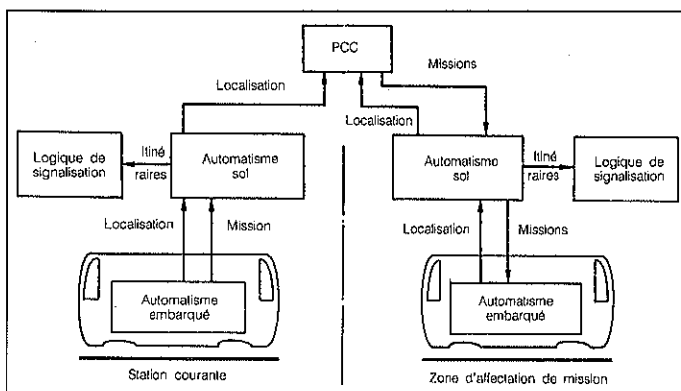 PCC
Missions
Localisation
Localisation
Logique de
signalisation
Itiné
raires
Automatisme
sol
Automatisme
sol
Itiné
raires
Logique de
signalisation
Localisation
Mission
Localisation
Missions
Automatisme
embarqué
Automatisme
embarqué
Station courante
Zone d'affectation de mission